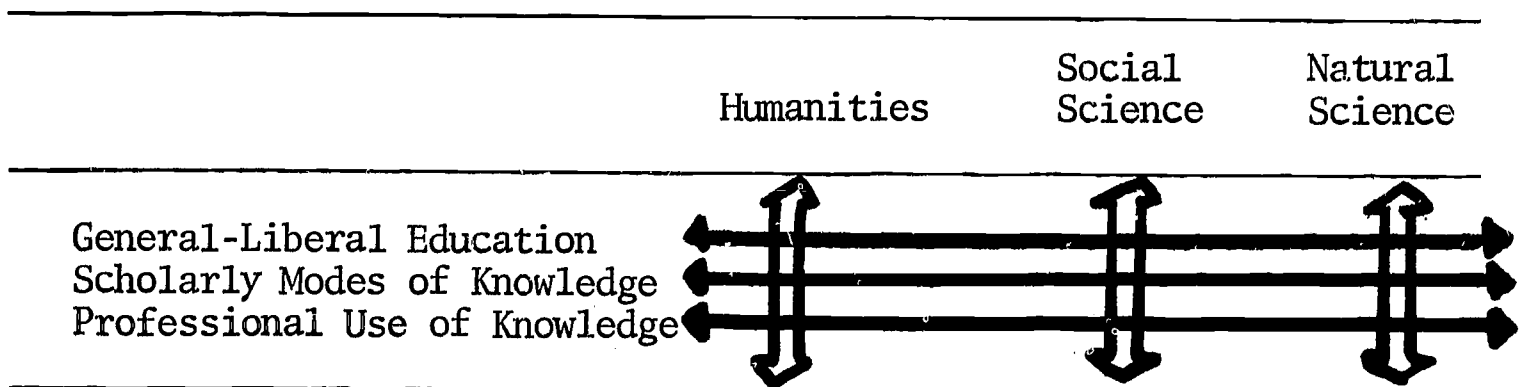 Humanities
Social
Science
Natural
Science
General-Liberal Education
Scholarly Modes of Knowledge
Professional Use of Knowledge